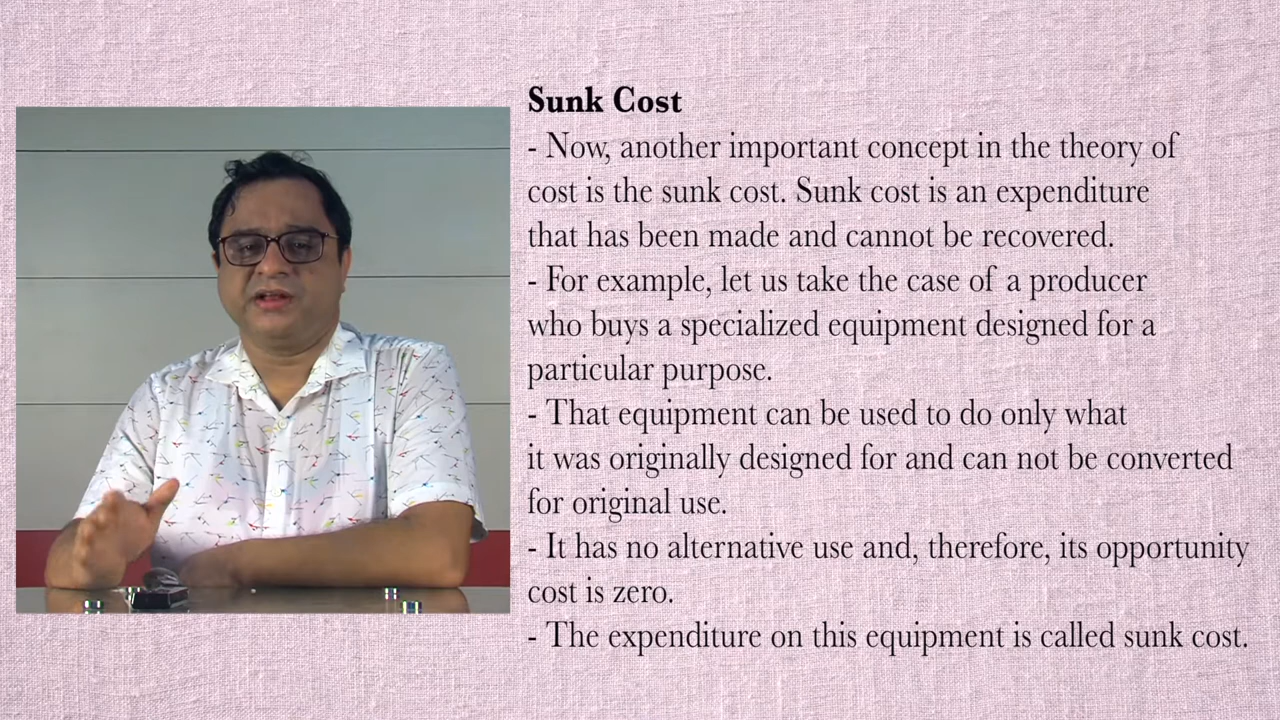 Sunk Cost
- Now, another important concept in the theory of
cost is the sunk cost. Sunk cost is an expenditure
that has been made and cannot be recovered.
- For example, let us take the case of a producer
who buys a specialized equipment designed for a
particular purpose.
- That equipment can be used to do only what
it was originally designed for and can not be converted
for original use.
- It has no alternative use and, therefore, its opportunity
cost is zero.
- The expenditure on this equipment is called sunk cost.